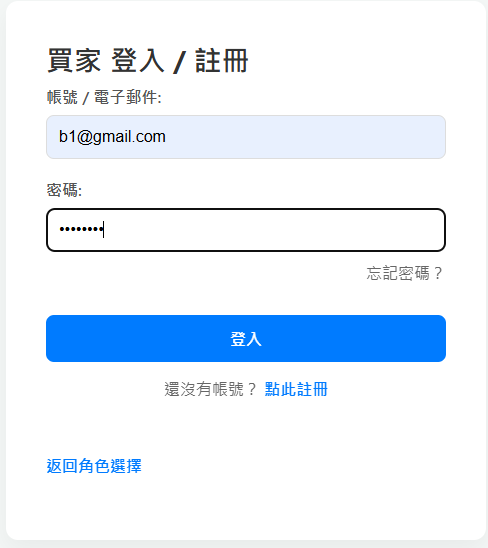 買家 登入 / 註冊
帳號 / 電子郵件:
b1@gmail.com
密碼:
••••••••
忘記密碼？
登入
還沒有帳號？ 點此註冊
返回角色選擇